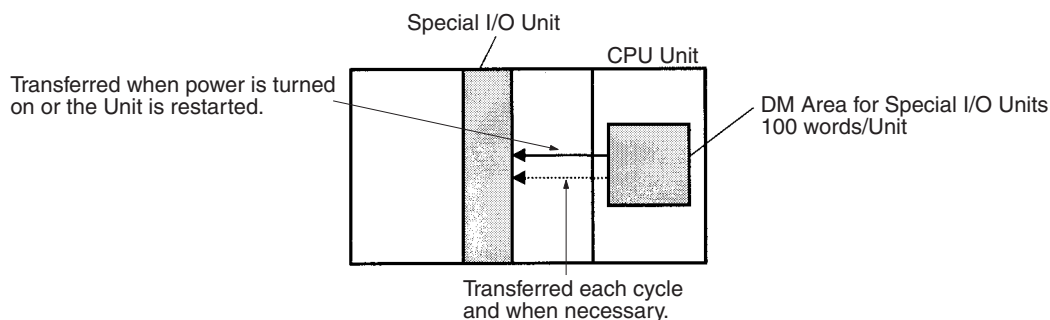 Special I/O Unit
CPU Unit
Transferred when power is turned
on or the Unit is restarted.
DM Area for Special I/O Units
100 words/Unit
Transferred each cycle
and when necessary.